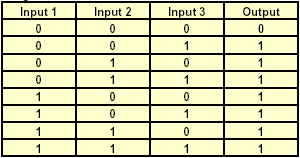 Input 1 Input 2 Input 3 Output
0 0 0 0
0 0 1 1
0 1 0 1
0 1 1 1
1 0 0 1
1 0 1 1
1 1 0 1
1 1 1 1